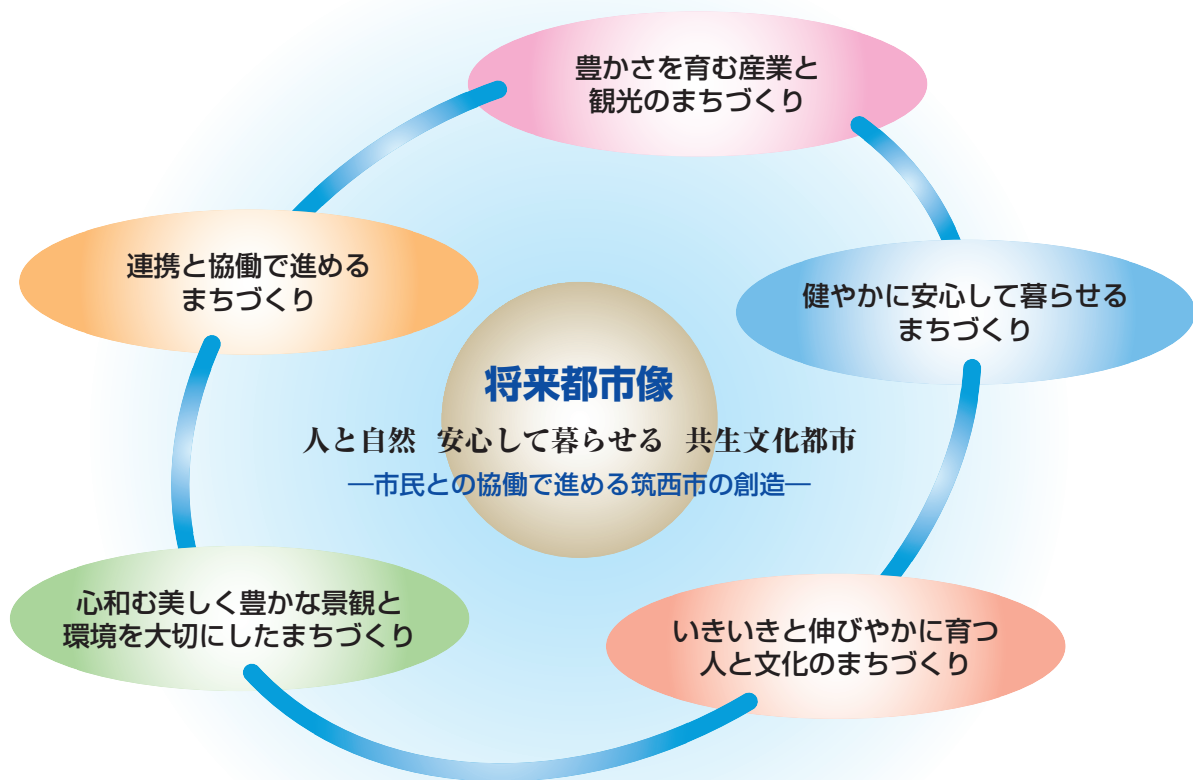 豊かさを育む産業と
観光のまちづくり
連携と協働で進める
まちづくり
健やかに安心して暮らせる
まちづくり
将来都市像
人と自然 安心して暮らせる 共生文化都市
―市民との協働で進める筑西市の創造―
心和む美しく豊かな景観と
環境を大切にしたまちづくり
いきいきと伸びやかに育つ
人と文化のまちづくり